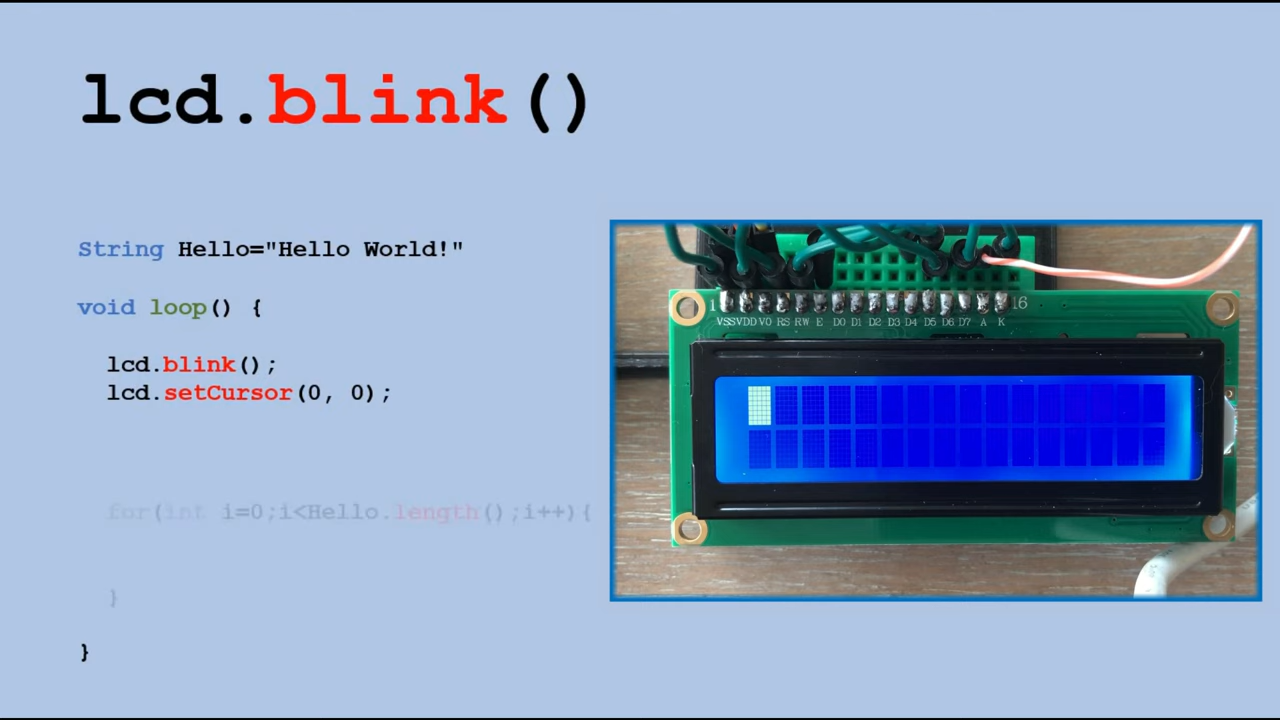 lcd.blink()
String Hello="Hello World!"
void loop() {
lcd.blink();
lcd.setCursor(0, 0);
for(int i=0;i<Hello.length();i++){
}
}
1 16
VSS VDD V0 RS RW E D0 D1 D2 D3 D4 D5 D6 D7 A K